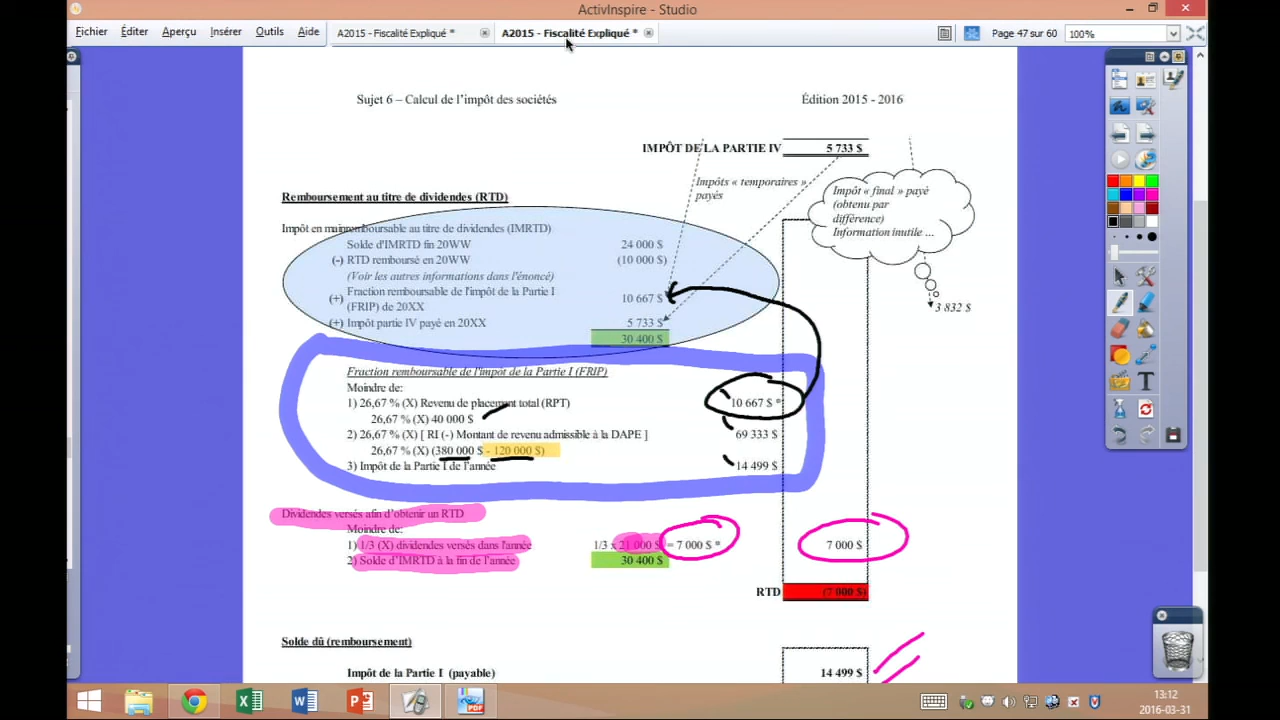 ActivInspire - Studio
Fichier Éditer Aperçu Insérer Outils Aide
A2015 - Fiscalité Expliqué *
A2015 - Fiscalité Expliqué *
Page 47 sur 60
100%
Sujet 6 – Calcul de l'impôt des sociétés
Édition 2015 - 2016
IMPÔT DE LA PARTIE IV 5 733 $
Impôts « temporaires »
payés
Impôt « final » payé
(obtenu par
différence)
Information inutile ...
3 832 $
Remboursement au titre de dividendes (RTD)
Impôt en main remboursable au titre de dividendes (IMRTD)
Solde d'IMRTD fin 20WW 24 000 $
(-) RTD remboursé en 20WW (10 000 $)
(Voir les autres informations dans l'énoncé)
(+) Fraction remboursable de l'impôt de la Partie I
(FRIP) de 20XX 10 667 $
(+) Impôt partie IV payé en 20XX 5 733 $
30 400 $
Fraction remboursable de l'impôt de la Partie I (FRIP)
Moindre de:
1) 26,67 % (X) Revenu de placement total (RPT) 10 667 $ *
26,67 % (X) 40 000 $
2) 26,67 % (X) [ RI (-) Montant de revenu admissible à la DAPE ] 69 333 $
26,67 % (X) (380 000 $ - 120 000 $)
3) Impôt de la Partie I de l'année 14 499 $
Dividendes versés afin d'obtenir un RTD
Moindre de:
1) 1/3 (X) dividendes versés dans l'année 1/3 x 21 000 $ = 7 000 $ * 7 000 $
2) Solde d'IMRTD à la fin de l'année 30 400 $
RTD (7 000 $)
Solde dû (remboursement)
Impôt de la Partie I (payable) 14 499 $
13:12
2016-03-31